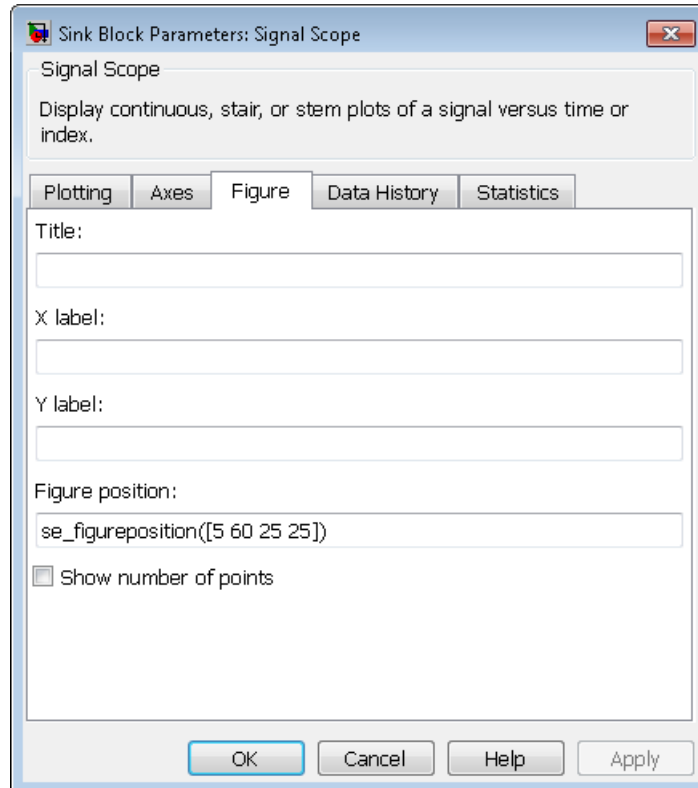 Sink Block Parameters: Signal Scope
Signal Scope
Display continuous, stair, or stem plots of a signal versus time or
index.
Plotting Axes Figure Data History Statistics
Title:
X label:
Y label:
Figure position:
se_figureposition([5 60 25 25])
Show number of points
OK Cancel Help Apply